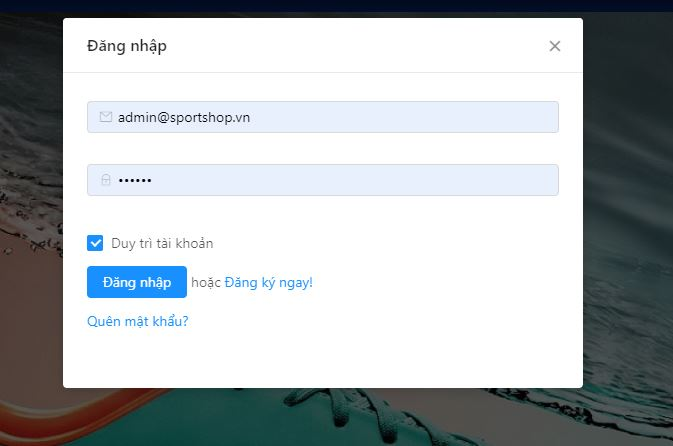 Đăng nhập
admin@sportshop.vn
••••••
Duy trì tài khoản
Đăng nhập hoặc Đăng ký ngay!
Quên mật khẩu?